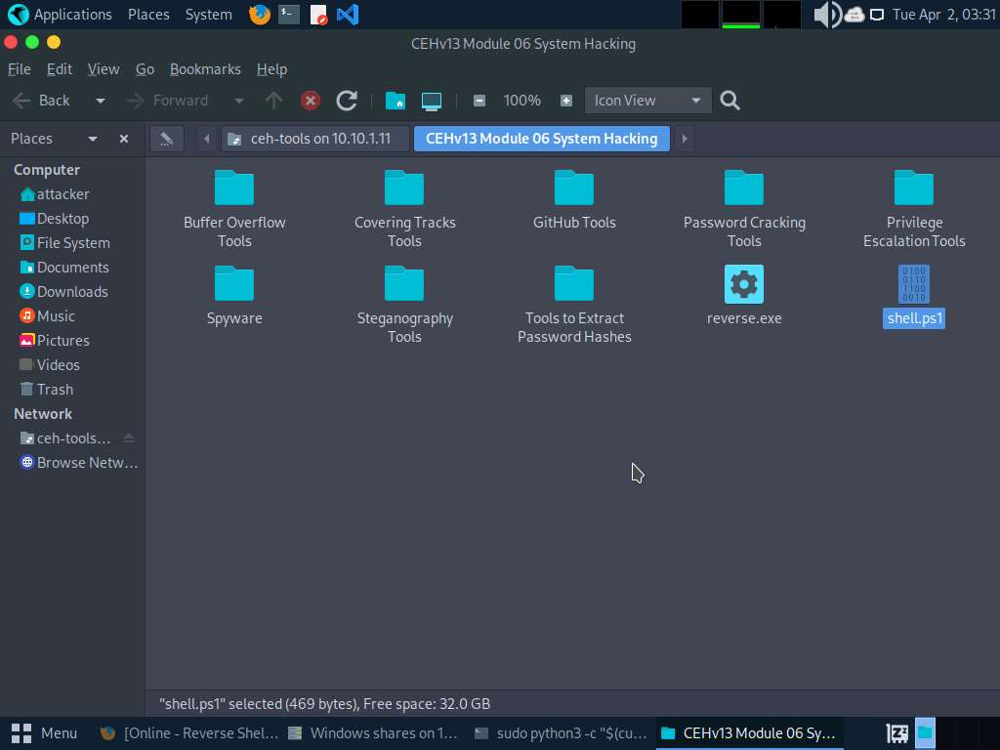 Applications Places System Tue Apr 2, 03:31
CEHv13 Module 06 System Hacking
File Edit View Go Bookmarks Help
Back Forward 100% Icon View
Places ceh-tools on 10.10.1.11 CEHv13 Module 06 System Hacking
Computer
attacker
Desktop
File System
Documents
Downloads
Music
Pictures
Videos
Trash
Network
ceh-tools…
Browse Netw…
Buffer Overflow
Tools
Covering Tracks
Tools
GitHub Tools
Password Cracking
Tools
Privilege
Escalation Tools
Spyware
Steganography
Tools
Tools to Extract
Password Hashes
reverse.exe
0100
0110
1100
0010
shell.ps1
"shell.ps1" selected (469 bytes), Free space: 32.0 GB
Menu [Online - Reverse Shel… Windows shares on 1… sudo python3 -c "$(cu… CEHv13 Module 06 Sy…